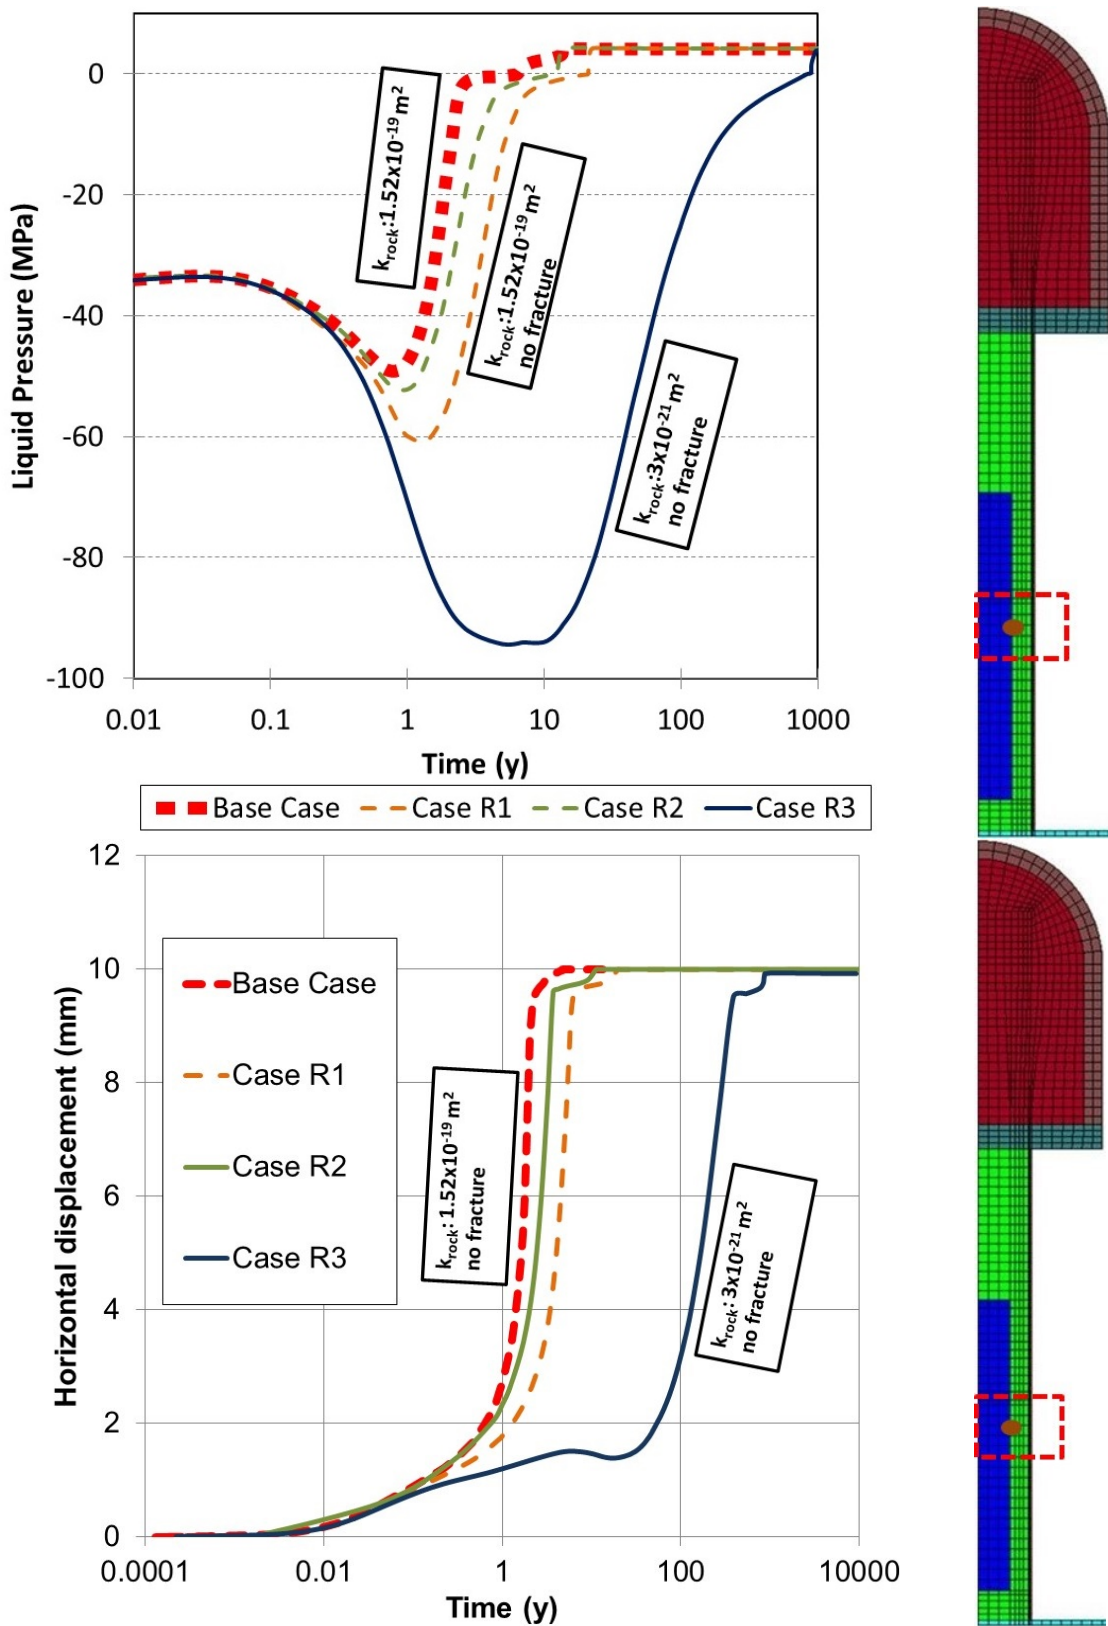 0
-20
-40
-60
-80
-100
Liquid Pressure (MPa)
k_rock:1.52x10^-19 m^2
k_rock:1.52x10^-19 m^2
no fracture
k_rock:3x10^-21 m^2
no fracture
0.01 0.1 1 10 100 1000
Time (y)
Base Case Case R1 Case R2 Case R3
12
10
8
6
4
2
0
Horizontal displacement (mm)
Base Case
Case R1
Case R2
Case R3
k_rock: 1.52x10^-19 m^2
no fracture
k_rock: 3x10^-21 m^2
no fracture
0.0001 0.01 1 100 10000
Time (y)